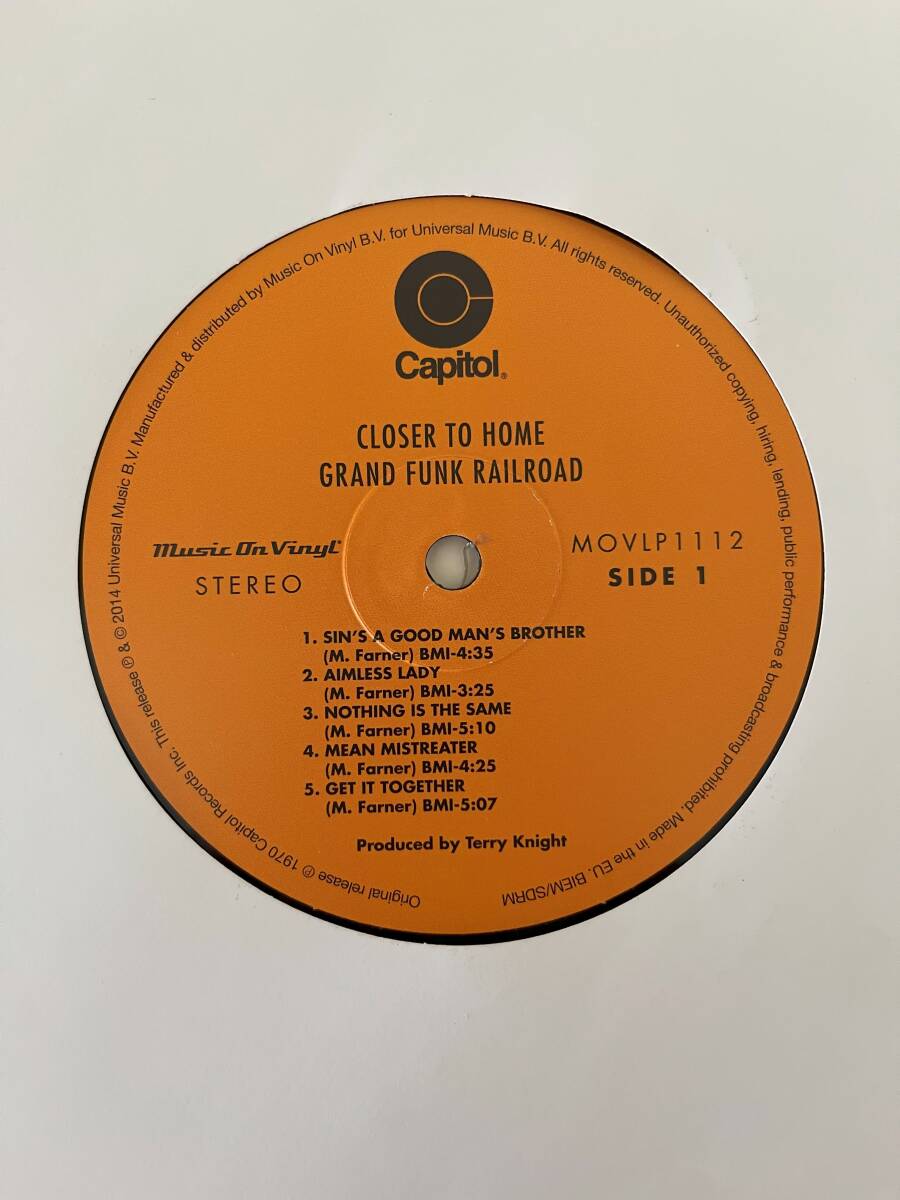 Original release ℗ 1970 Capitol Records Inc. This release ℗ & © 2014 Universal Music B.V. Manufactured & distributed by Music On Vinyl B.V. for Universal Music B.V. All rights reserved. Unauthorized copying, hiring, lending, public performance & broadcasting prohibited. Made in the EU. BIEM/SDRM
Capitol®
CLOSER TO HOME
GRAND FUNK RAILROAD
Music On Vinyl
STEREO
MOVLP1112
SIDE 1
1. SIN'S A GOOD MAN'S BROTHER
(M. Farner) BMI-4:35
2. AIMLESS LADY
(M. Farner) BMI-3:25
3. NOTHING IS THE SAME
(M. Farner) BMI-5:10
4. MEAN MISTREATER
(M. Farner) BMI-4:25
5. GET IT TOGETHER
(M. Farner) BMI-5:07
Produced by Terry Knight